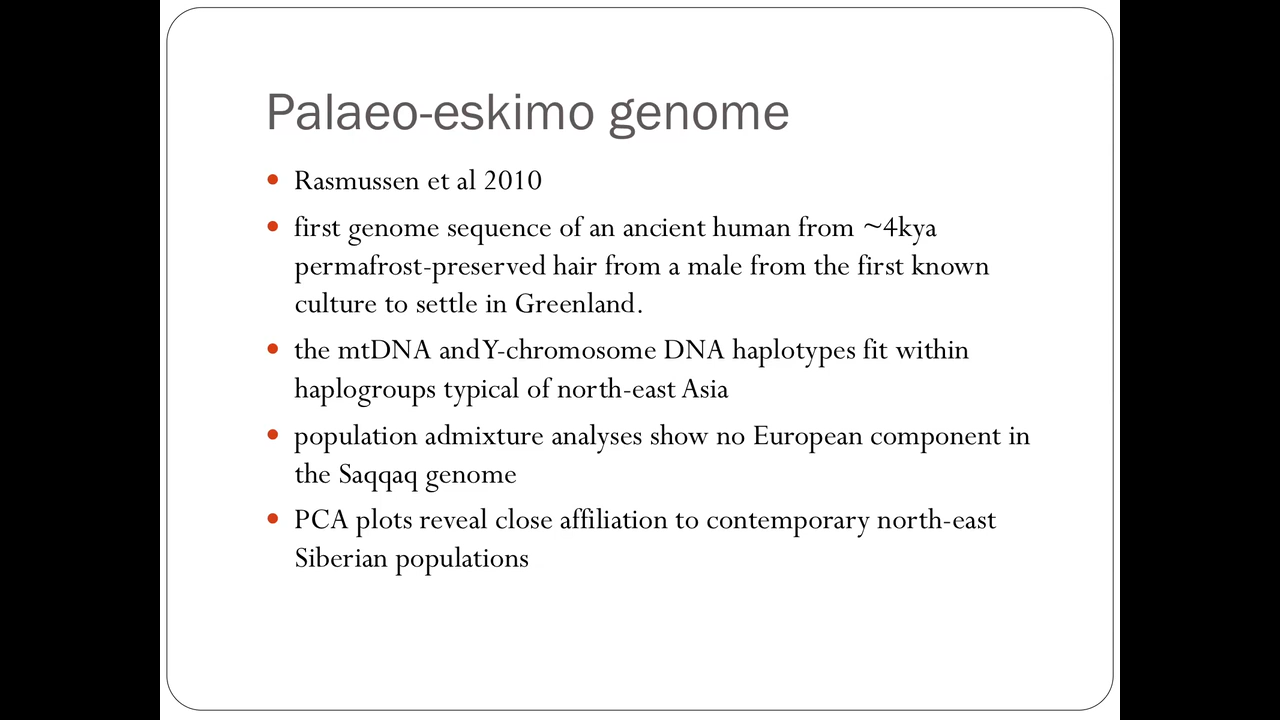 Palaeo-eskimo genome
• Rasmussen et al 2010
• first genome sequence of an ancient human from ~4kya
permafrost-preserved hair from a male from the first known
culture to settle in Greenland.
• the mtDNA and Y-chromosome DNA haplotypes fit within
haplogroups typical of north-east Asia
• population admixture analyses show no European component in
the Saqqaq genome
• PCA plots reveal close affiliation to contemporary north-east
Siberian populations